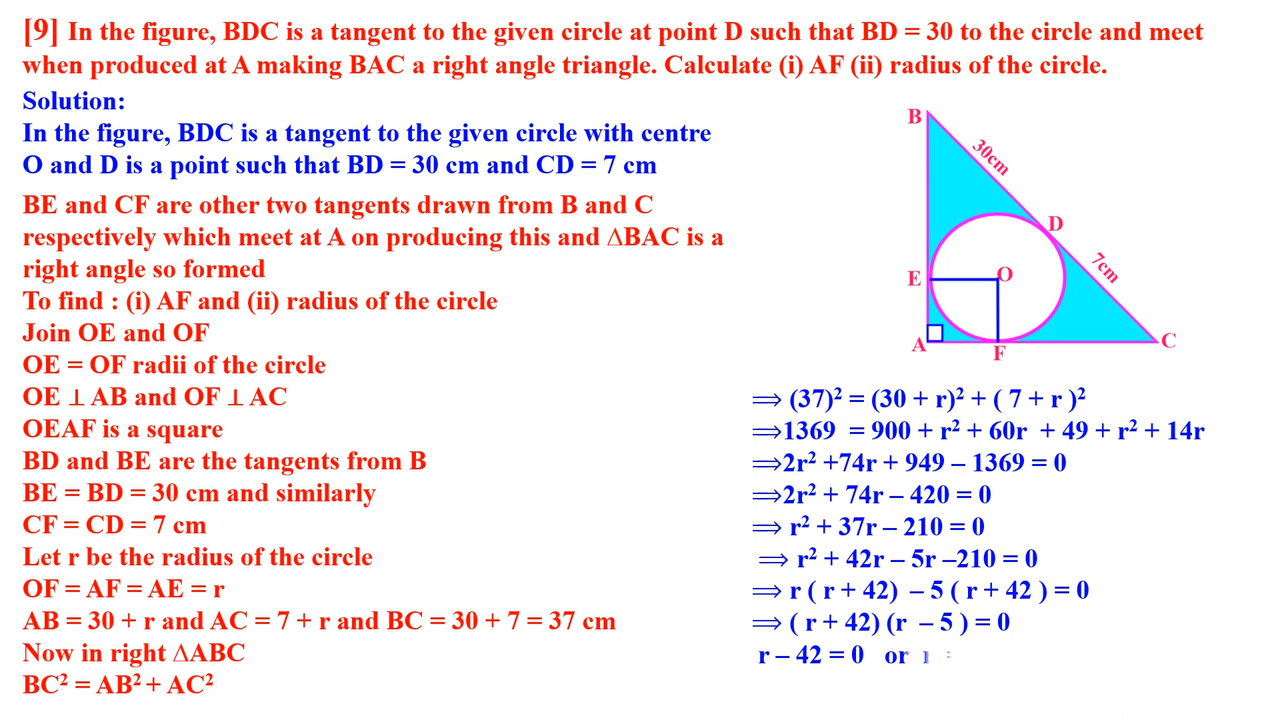 [9] In the figure, BDC is a tangent to the given circle at point D such that BD = 30 to the circle and meet
when produced at A making BAC a right angle triangle. Calculate (i) AF (ii) radius of the circle.
Solution:
In the figure, BDC is a tangent to the given circle with centre
O and D is a point such that BD = 30 cm and CD = 7 cm
BE and CF are other two tangents drawn from B and C
respectively which meet at A on producing this and ∆BAC is a
right angle so formed
To find : (i) AF and (ii) radius of the circle
Join OE and OF
OE = OF radii of the circle
OE ⊥ AB and OF ⊥ AC
OEAF is a square
BD and BE are the tangents from B
BE = BD = 30 cm and similarly
CF = CD = 7 cm
Let r be the radius of the circle
OF = AF = AE = r
AB = 30 + r and AC = 7 + r and BC = 30 + 7 = 37 cm
Now in right ∆ABC
BC² = AB² + AC²
B
30cm
D
7cm
E
O
A
F
C
⟹ (37)² = (30 + r)² + ( 7 + r )²
⟹1369 = 900 + r² + 60r + 49 + r² + 14r
⟹2r² +74r + 949 – 1369 = 0
⟹2r² + 74r – 420 = 0
⟹ r² + 37r – 210 = 0
⟹ r² + 42r – 5r –210 = 0
⟹ r ( r + 42) – 5 ( r + 42 ) = 0
⟹ ( r + 42) (r – 5 ) = 0
r – 42 = 0 or